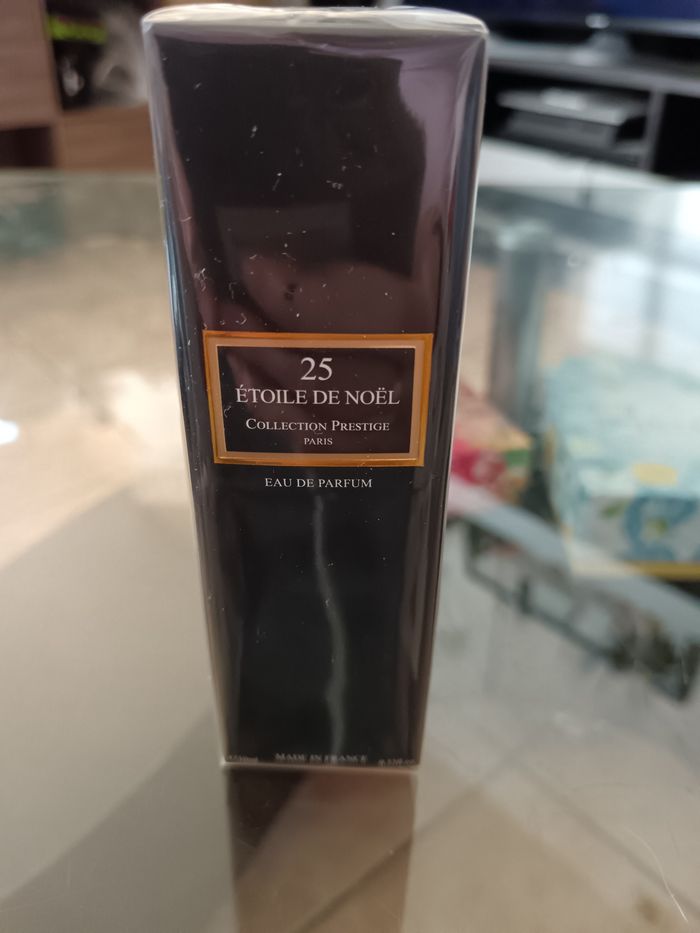 25
ÉTOILE DE NOËL
COLLECTION PRESTIGE
PARIS
EAU DE PARFUM
MADE IN FRANCE